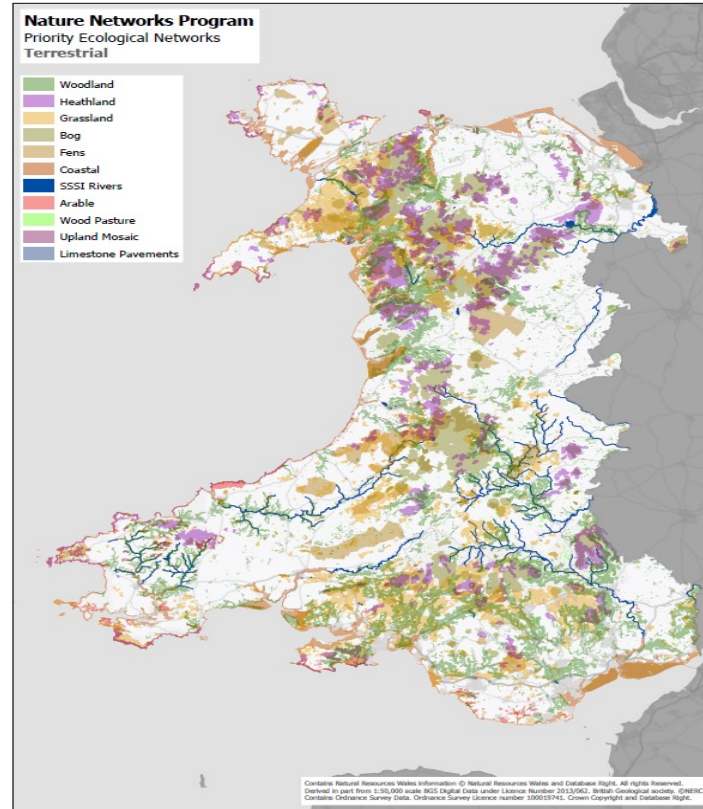 Nature Networks Program
Priority Ecological Networks
Terrestrial
Woodland
Heathland
Grassland
Bog
Fens
Coastal
SSSI Rivers
Arable
Wood Pasture
Upland Mosaic
Limestone Pavements
Contains Natural Resources Wales information © Natural Resources Wales and Database Right. All rights Reserved.
Derived in part from 1:50,000 scale BGS Digital Data under Licence Number 2013/062. British Geological society. ©NERC
Contains Ordnance Survey Data. Ordnance Survey Licence number 100019741. Crown Copyright and Database Right.